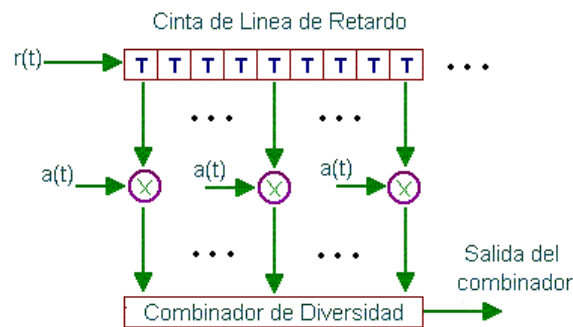 Cinta de Linea de Retardo
r(t) T T T T T T T T T . . .
. . . . . .
a(t) X a(t) X a(t) X
. . . . . .
Salida del
combinador
Combinador de Diversidad